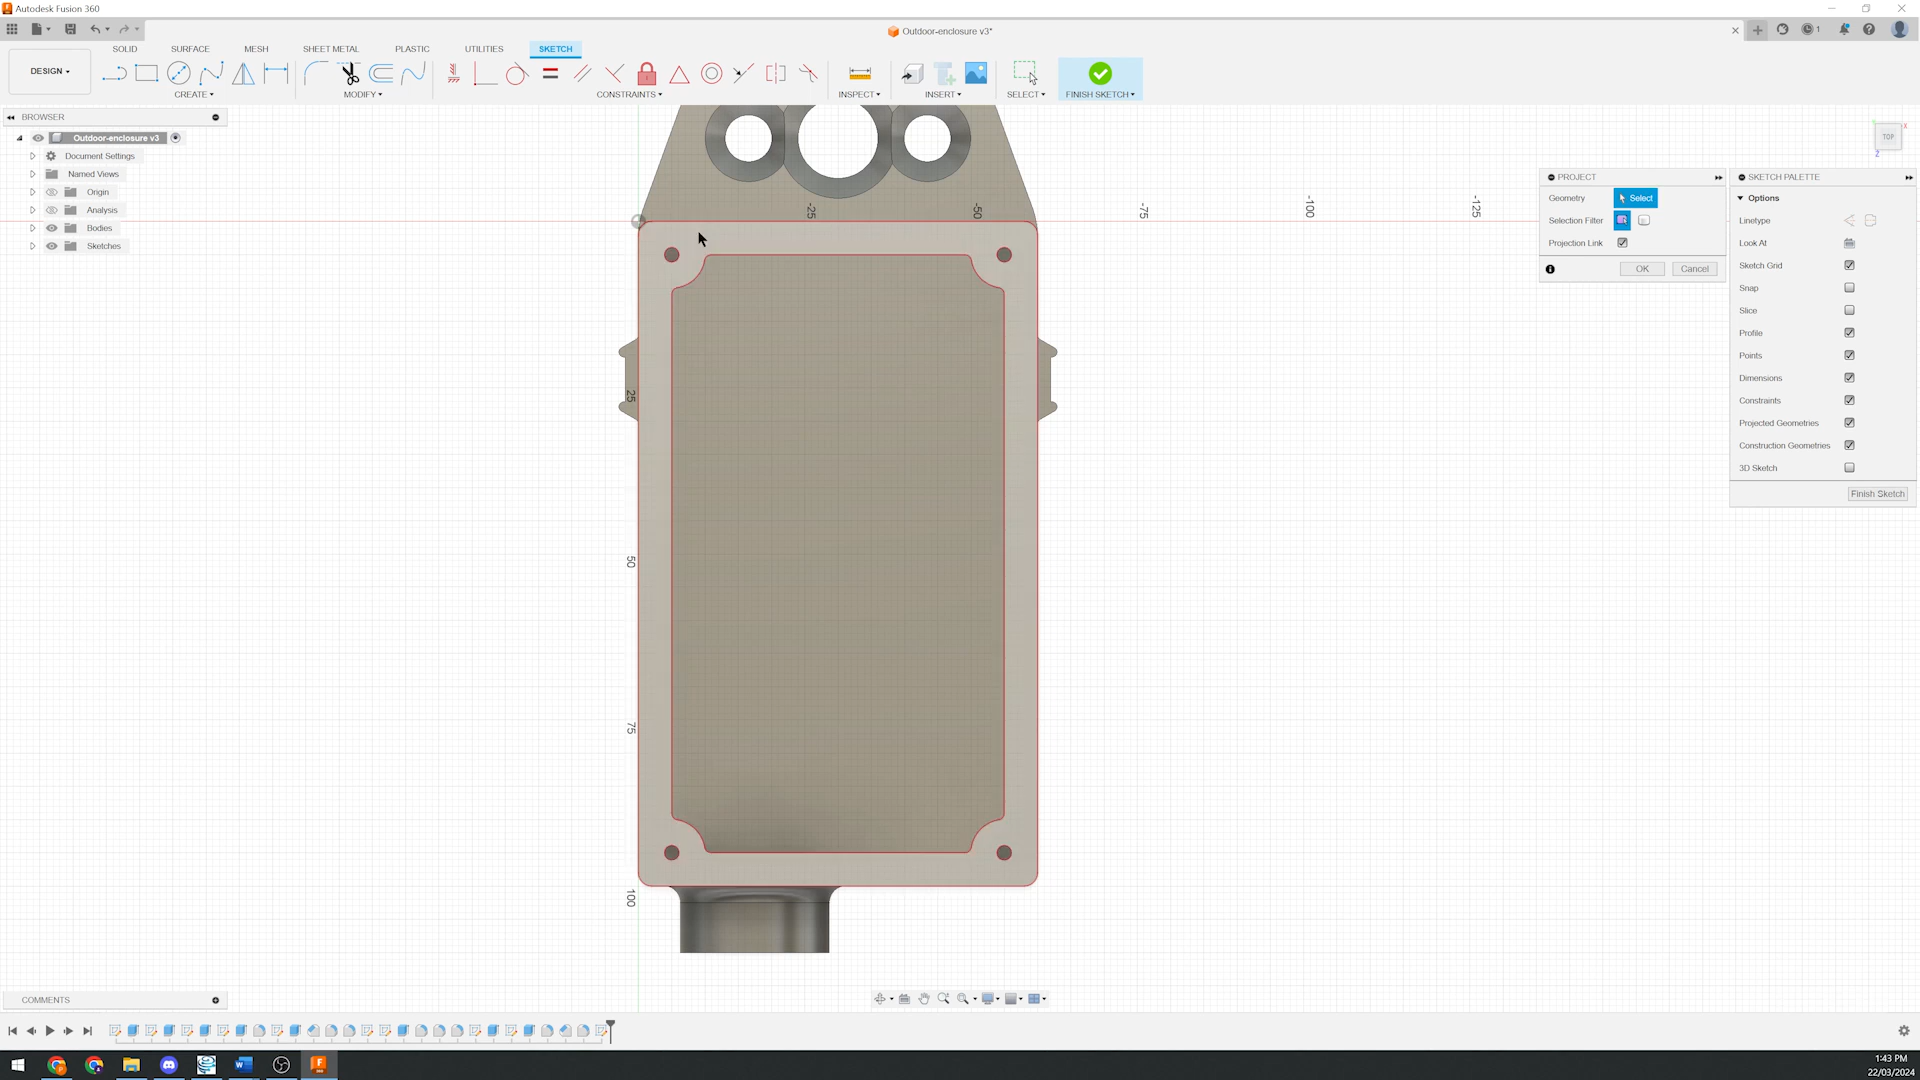 Autodesk Fusion 360
Outdoor-enclosure v3*
1
SOLID SURFACE MESH SHEET METAL PLASTIC UTILITIES SKETCH
DESIGN
CREATE MODIFY CONSTRAINTS INSPECT INSERT SELECT FINISH SKETCH
BROWSER
Outdoor-enclosure v3
Document Settings
Named Views
Origin
Analysis
Bodies
Sketches
TOP
X
Z
PROJECT
Geometry Select
Selection Filter
Projection Link
OK Cancel
SKETCH PALETTE
Options
Linetype
Look At
Sketch Grid
Snap
Slice
Profile
Points
Dimensions
Constraints
Projected Geometries
Construction Geometries
3D Sketch
Finish Sketch
-25
-50
-75
-100
-125
25
50
75
100
COMMENTS
1:43 PM
22/03/2024